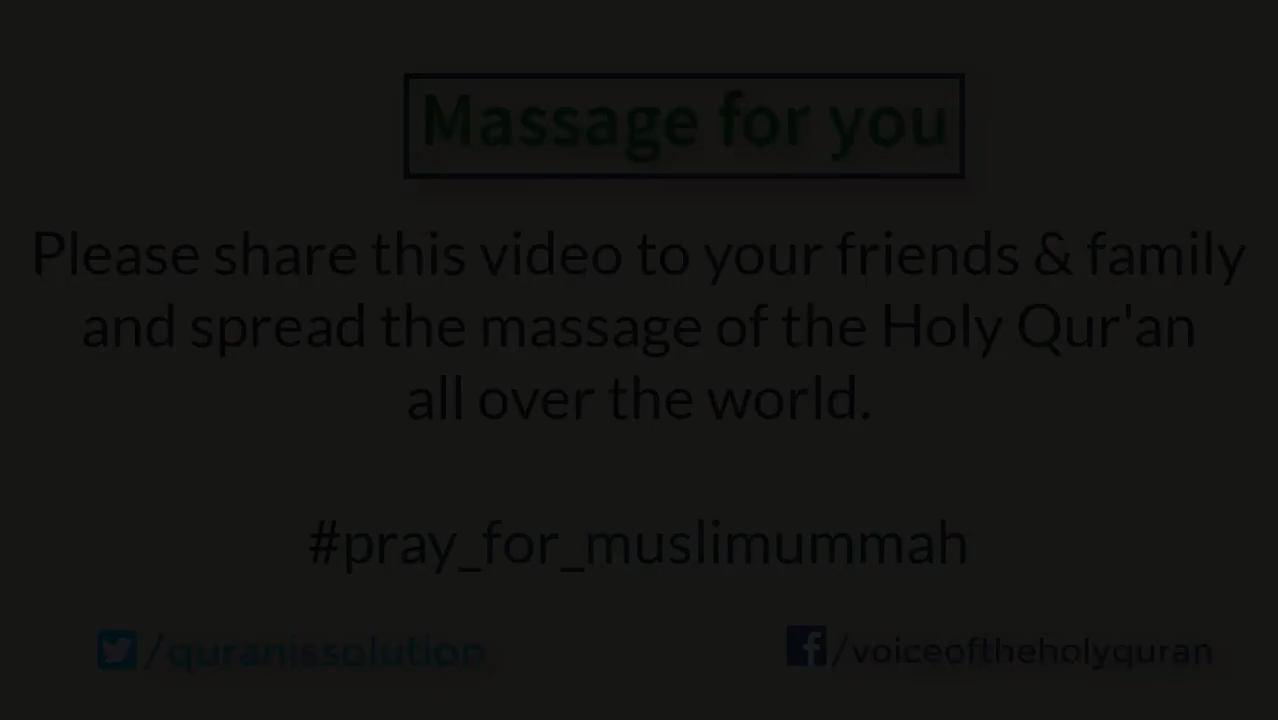 Massage for you
Please share this video to your friends & family
and spread the massage of the Holy Qur'an
all over the world.
#pray_for_muslimummah
/quranissolution
/voiceoftheholyquran